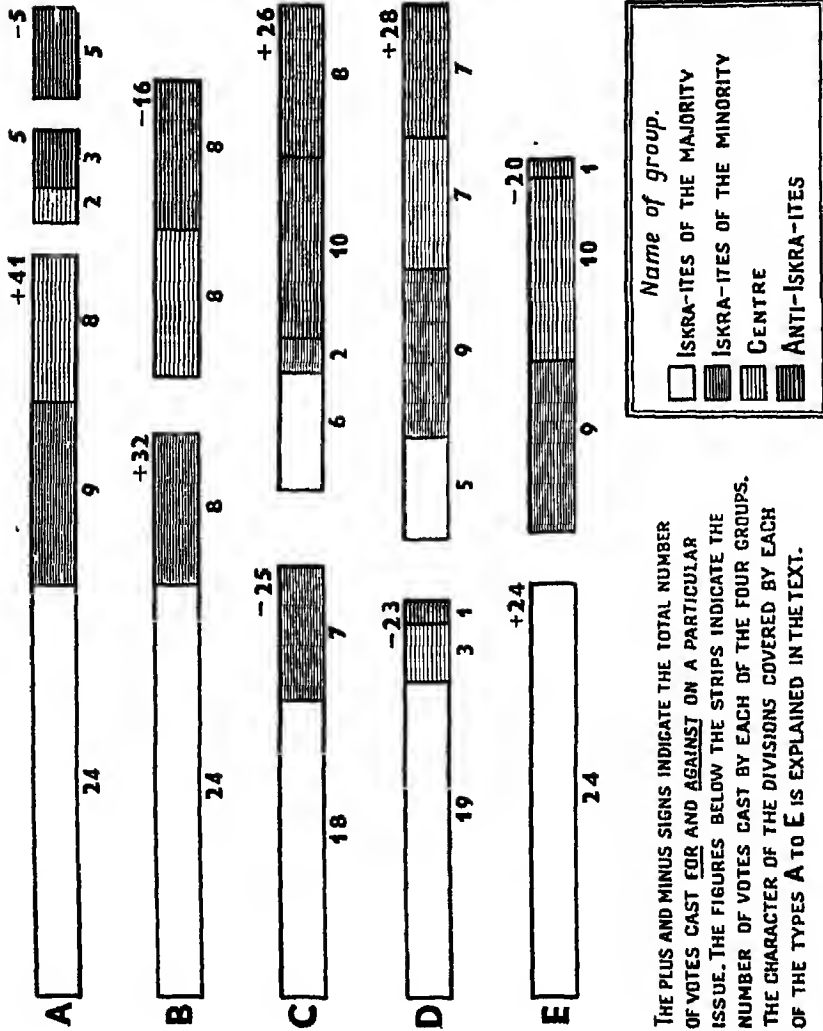 A
24
9
+41
8
2
5
3
-5
5
B
24
+32
8
8
-16
8
C
18
-25
7
6
2
10
+26
8
D
19
-23
3
1
5
9
7
+28
7
E
+24
24
9
10
-20
1
THE PLUS AND MINUS SIGNS INDICATE THE TOTAL NUMBER
OF VOTES CAST FOR AND AGAINST ON A PARTICULAR
ISSUE. THE FIGURES BELOW THE STRIPS INDICATE THE
NUMBER OF VOTES CAST BY EACH OF THE FOUR GROUPS.
THE CHARACTER OF THE DIVISIONS COVERED BY EACH
OF THE TYPES A TO E IS EXPLAINED IN THE TEXT.
Name of group.
ISKRA-ITES OF THE MAJORITY
ISKRA-ITES OF THE MINORITY
CENTRE
ANTI-ISKRA-ITES